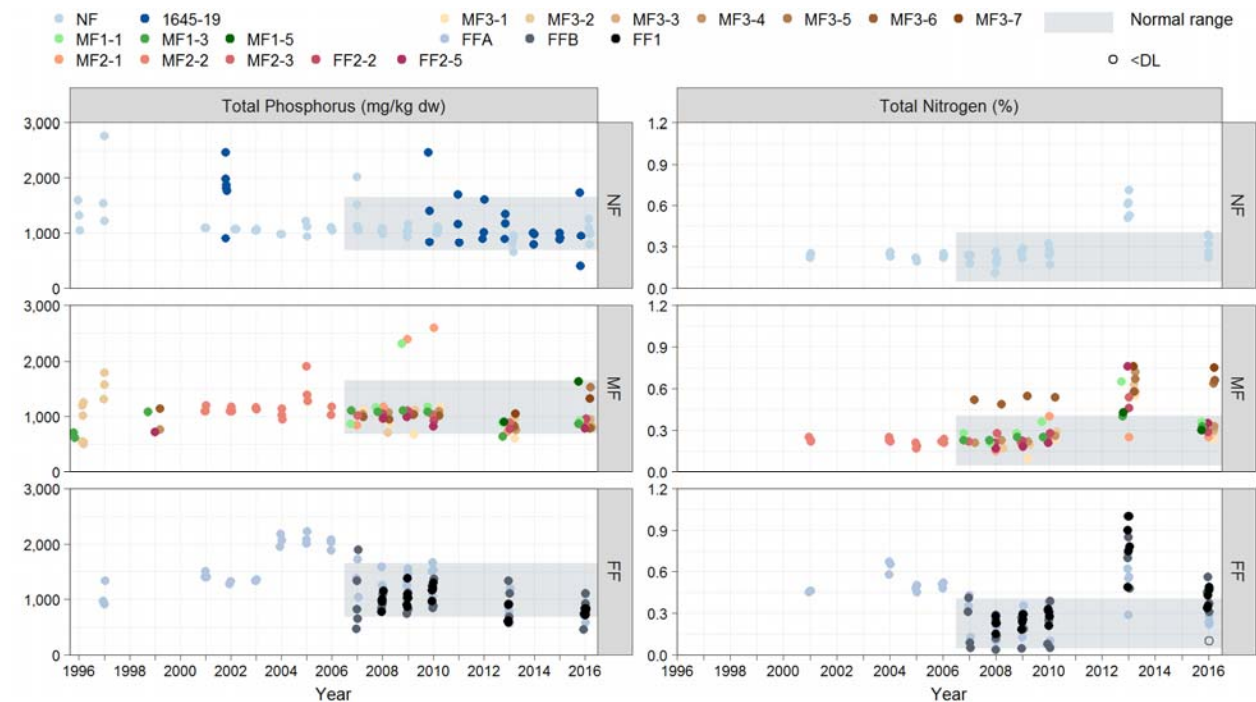 NF 1645-19 MF3-1 MF3-2 MF3-3 MF3-4 MF3-5 MF3-6 MF3-7 Normal range
MF1-1 MF1-3 MF1-5 FFA FFB FF1
MF2-1 MF2-2 MF2-3 FF2-2 FF2-5 <DL
Total Phosphorus (mg/kg dw)
3,000
2,000
1,000
0
NF
3,000
2,000
1,000
0
MF
3,000
2,000
1,000
0
FF
1996 1998 2000 2002 2004 2006 2008 2010 2012 2014 2016
Year
Total Nitrogen (%)
1.2
0.9
0.6
0.3
0.0
NF
1.2
0.9
0.6
0.3
0.0
MF
1.2
0.9
0.6
0.3
0.0
FF
1996 1998 2000 2002 2004 2006 2008 2010 2012 2014 2016
Year